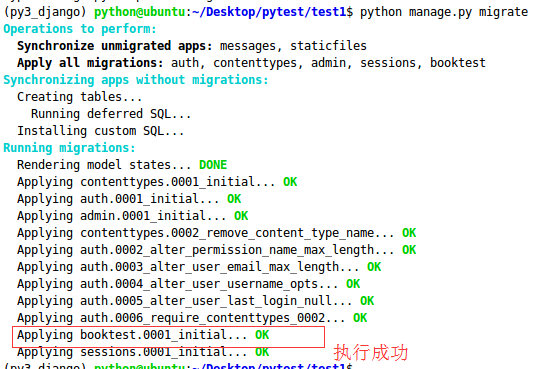 (py3_django) python@ubuntu:~/Desktop/pytest/test1$ python manage.py migrate
Operations to perform:
Synchronize unmigrated apps: messages, staticfiles
Apply all migrations: auth, contenttypes, admin, sessions, booktest
Synchronizing apps without migrations:
Creating tables...
Running deferred SQL...
Installing custom SQL...
Running migrations:
Rendering model states... DONE
Applying contenttypes.0001_initial... OK
Applying auth.0001_initial... OK
Applying admin.0001_initial... OK
Applying contenttypes.0002_remove_content_type_name... OK
Applying auth.0002_alter_permission_name_max_length... OK
Applying auth.0003_alter_user_email_max_length... OK
Applying auth.0004_alter_user_username_opts... OK
Applying auth.0005_alter_user_last_login_null... OK
Applying auth.0006_require_contenttypes_0002... OK
Applying booktest.0001_initial... OK
Applying sessions.0001_initial... OK
执行成功
(py3_django) python@ubuntu:~/Desktop/pytest/test1$